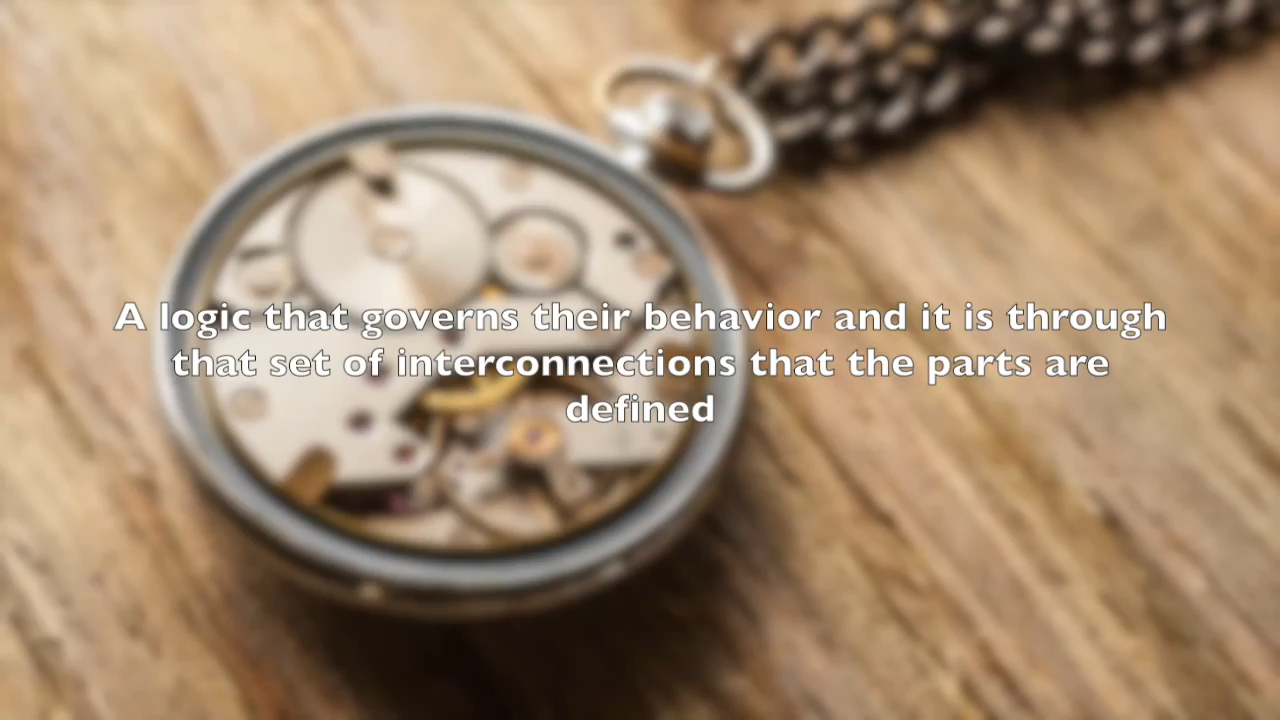 A logic that governs their behavior and it is through
that set of interconnections that the parts are
defined